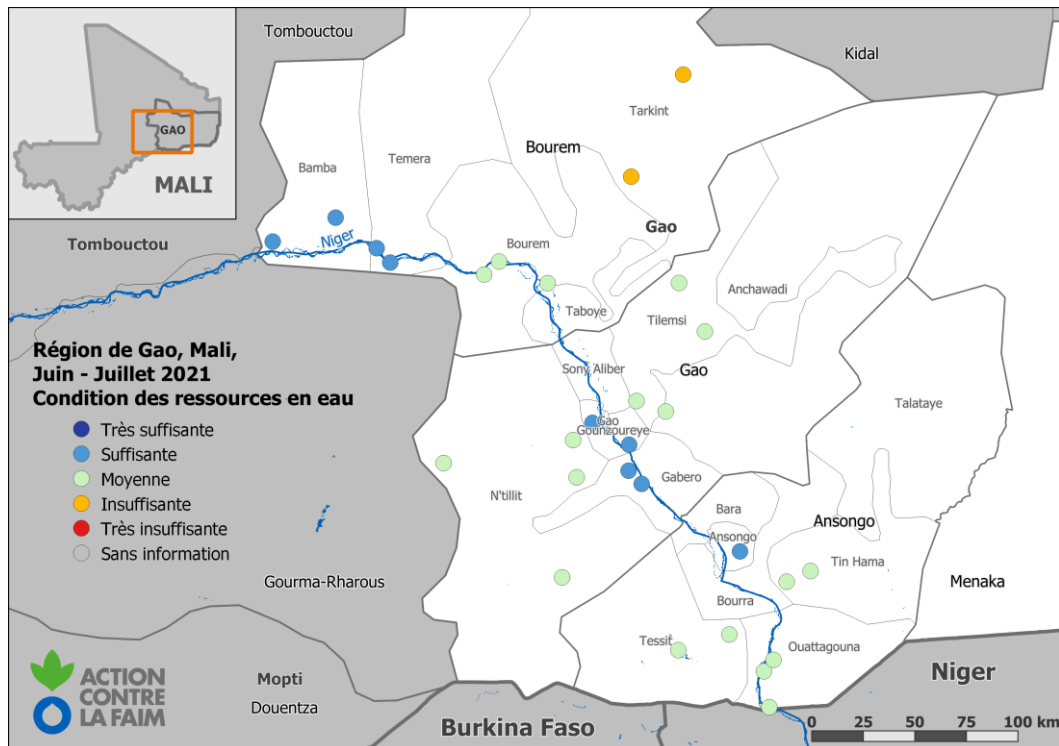 Tombouctou
Kidal
GAO
MALI
Tarkint
Bourem
Temera
Bamba
Gao
Niger
Bourem
Tombouctou
Anchawadi
Taboye
Tilemsi
Région de Gao, Mali,
Juin - Juillet 2021
Condition des ressources en eau
Très suffisante
Suffisante
Moyenne
Insuffisante
Très insuffisante
Sans information
Sony Aliber
Gao
Talataye
Gao
Gounzoureye
Gabero
N'tillit
Bara
Ansongo
Ansongo
Tin Hama
Gourma-Rharous
Menaka
Bourra
Tessit
Ouattagouna
ACTION
CONTRE
LA FAIM
Mopti
Douentza
Niger
Burkina Faso
0 25 50 75 100 km